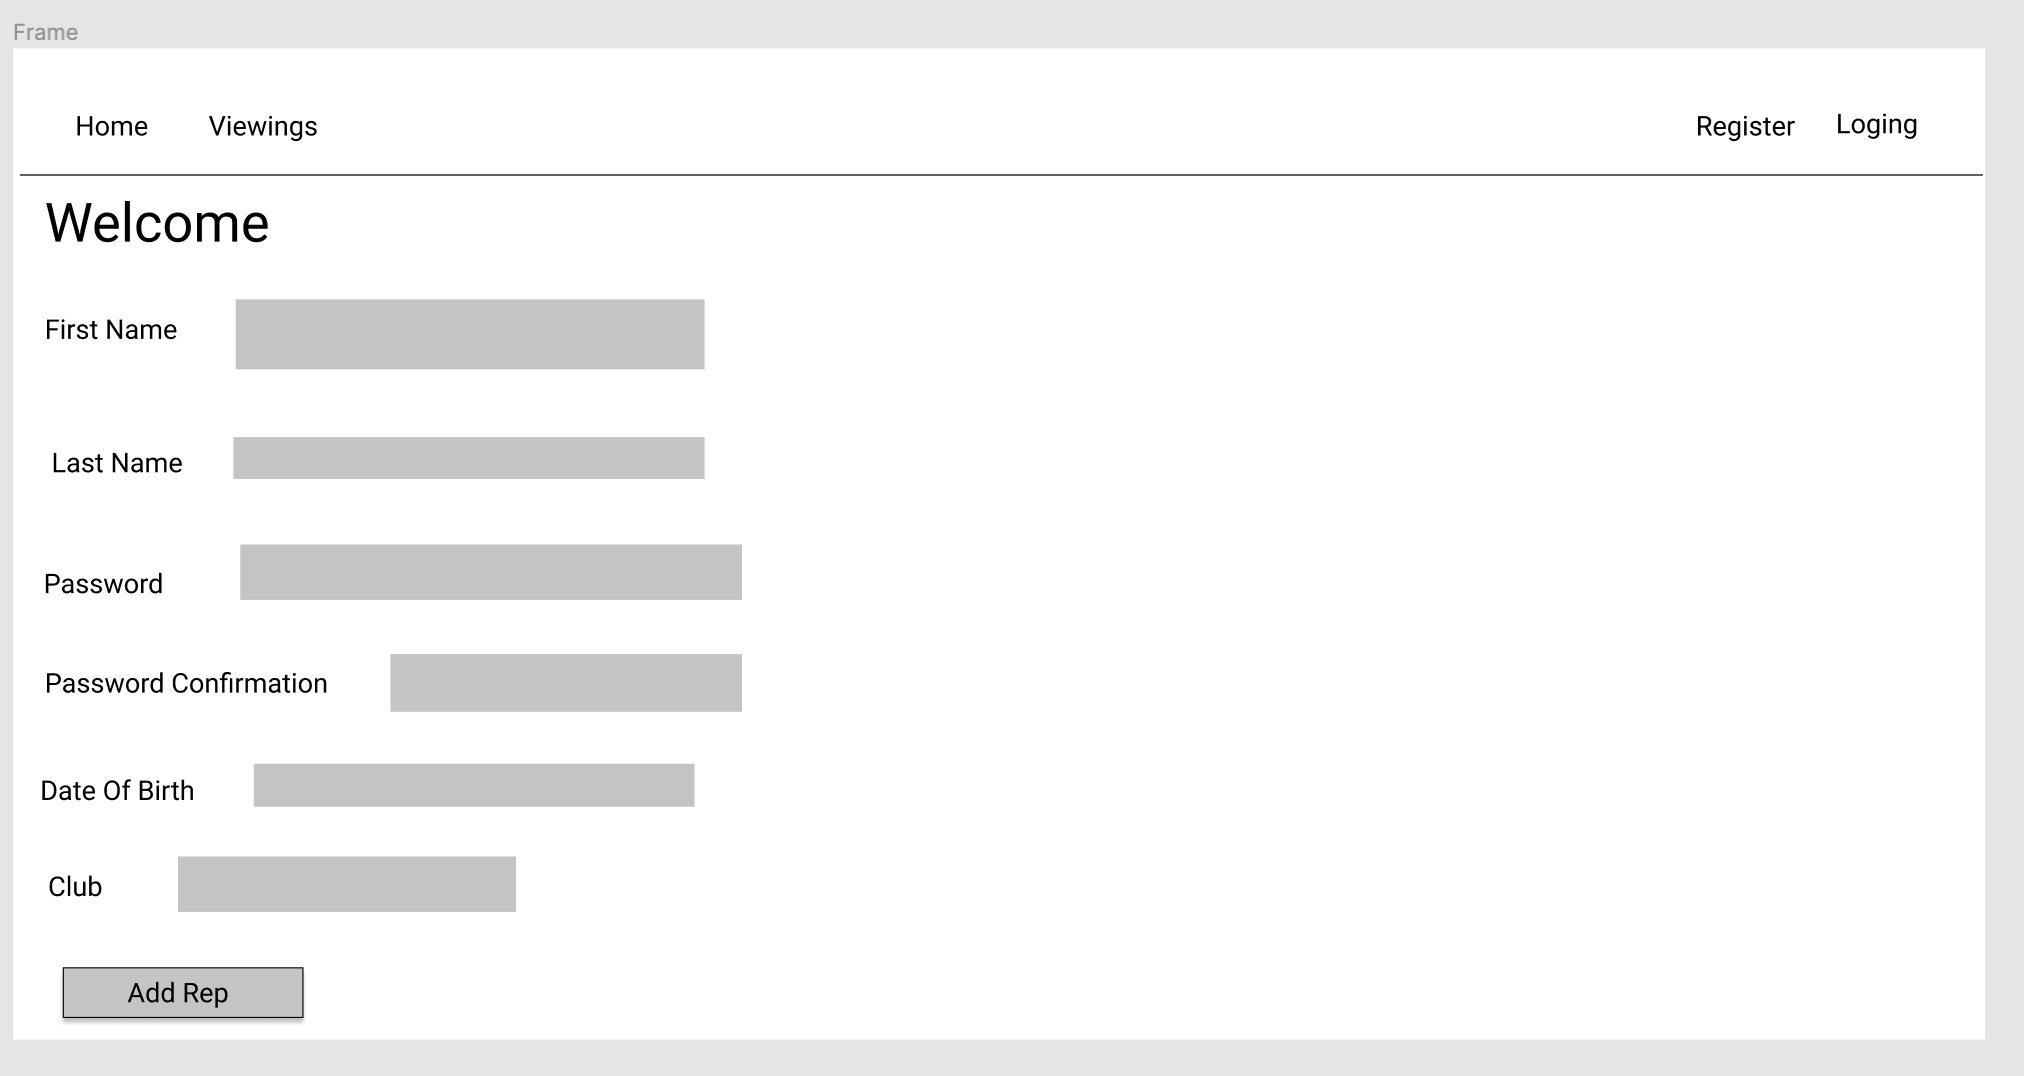 Frame
Home Viewings Register Loging
Welcome
First Name
Last Name
Password
Password Confirmation
Date Of Birth
Club
Add Rep